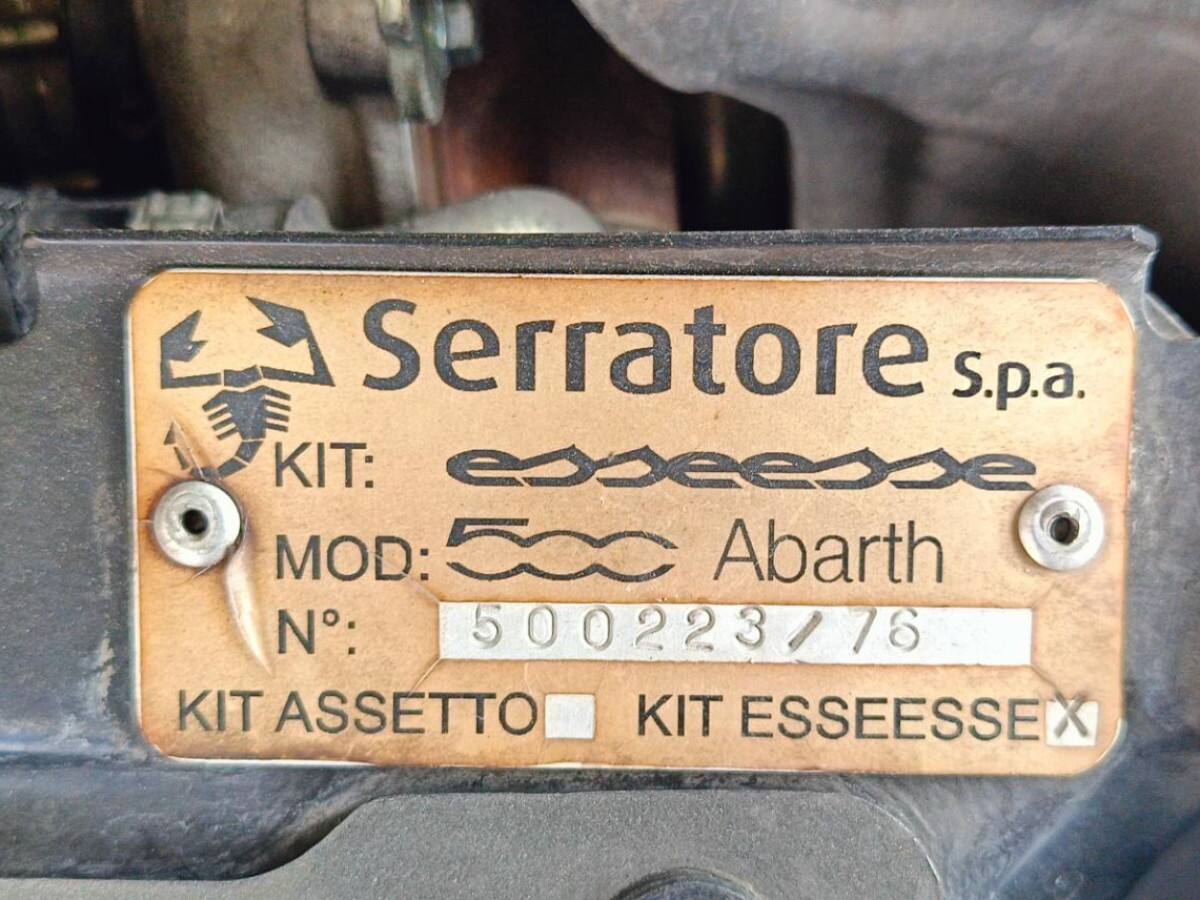 Serratore S.p.a.
KIT: esseesse
MOD: 500 Abarth
N°: 500223/76
KIT ASSETTO KIT ESSEESSE X